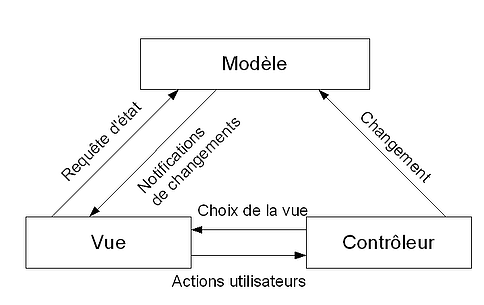 Modèle
Requête d'état
Notifications
de changements
Changement
Choix de la vue
Vue
Contrôleur
Actions utilisateurs